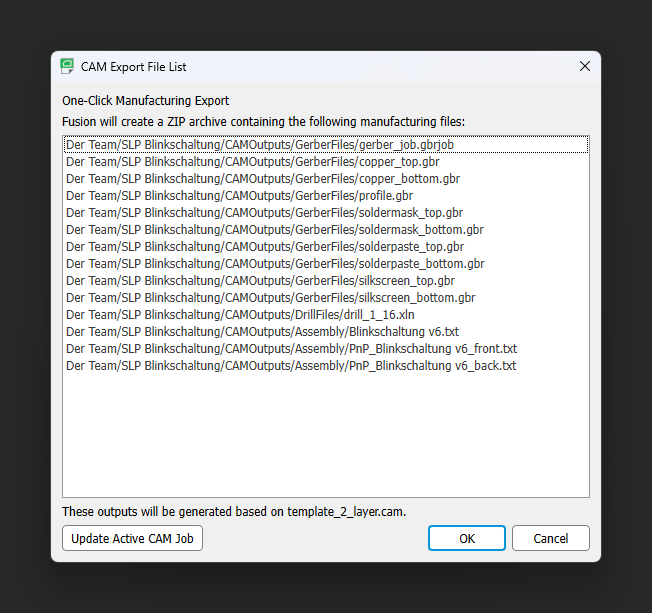 CAM Export File List
One-Click Manufacturing Export
Fusion will create a ZIP archive containing the following manufacturing files:
Der Team/SLP Blinkschaltung/CAMOutputs/GerberFiles/gerber_job.gbrjob
Der Team/SLP Blinkschaltung/CAMOutputs/GerberFiles/copper_top.gbr
Der Team/SLP Blinkschaltung/CAMOutputs/GerberFiles/copper_bottom.gbr
Der Team/SLP Blinkschaltung/CAMOutputs/GerberFiles/profile.gbr
Der Team/SLP Blinkschaltung/CAMOutputs/GerberFiles/soldermask_top.gbr
Der Team/SLP Blinkschaltung/CAMOutputs/GerberFiles/soldermask_bottom.gbr
Der Team/SLP Blinkschaltung/CAMOutputs/GerberFiles/solderpaste_top.gbr
Der Team/SLP Blinkschaltung/CAMOutputs/GerberFiles/solderpaste_bottom.gbr
Der Team/SLP Blinkschaltung/CAMOutputs/GerberFiles/silkscreen_top.gbr
Der Team/SLP Blinkschaltung/CAMOutputs/GerberFiles/silkscreen_bottom.gbr
Der Team/SLP Blinkschaltung/CAMOutputs/DrillFiles/drill_1_16.xln
Der Team/SLP Blinkschaltung/CAMOutputs/Assembly/Blinkschaltung v6.txt
Der Team/SLP Blinkschaltung/CAMOutputs/Assembly/PnP_Blinkschaltung v6_front.txt
Der Team/SLP Blinkschaltung/CAMOutputs/Assembly/PnP_Blinkschaltung v6_back.txt
These outputs will be generated based on template_2_layer.cam.
Update Active CAM Job
OK
Cancel